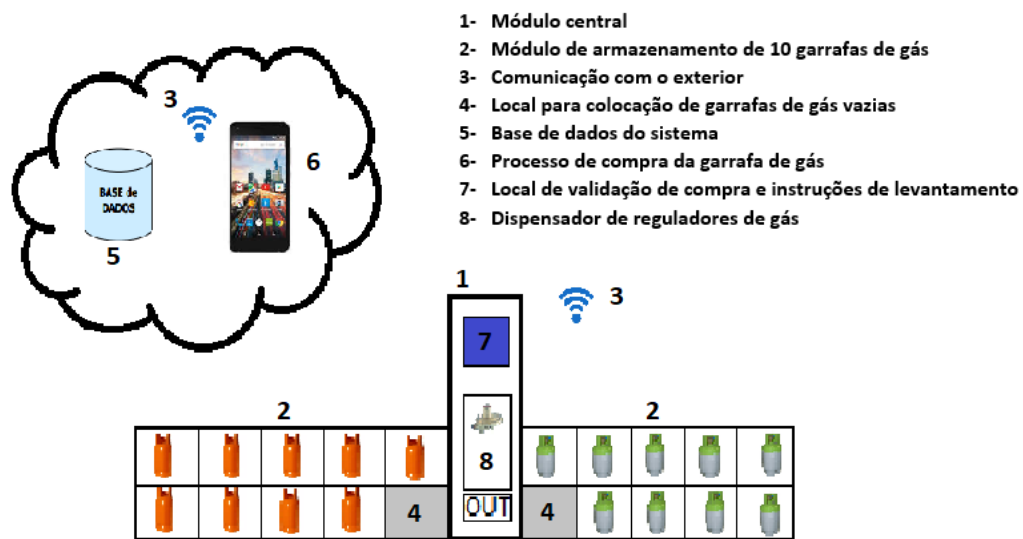 1- Módulo central
2- Módulo de armazenamento de 10 garrafas de gás
3- Comunicação com o exterior
4- Local para colocação de garrafas de gás vazias
5- Base de dados do sistema
6- Processo de compra da garrafa de gás
7- Local de validação de compra e instruções de levantamento
8- Dispensador de reguladores de gás
3
6
BASE de
DADOS
5
1
3
7
2
2
8
4
OUT
4